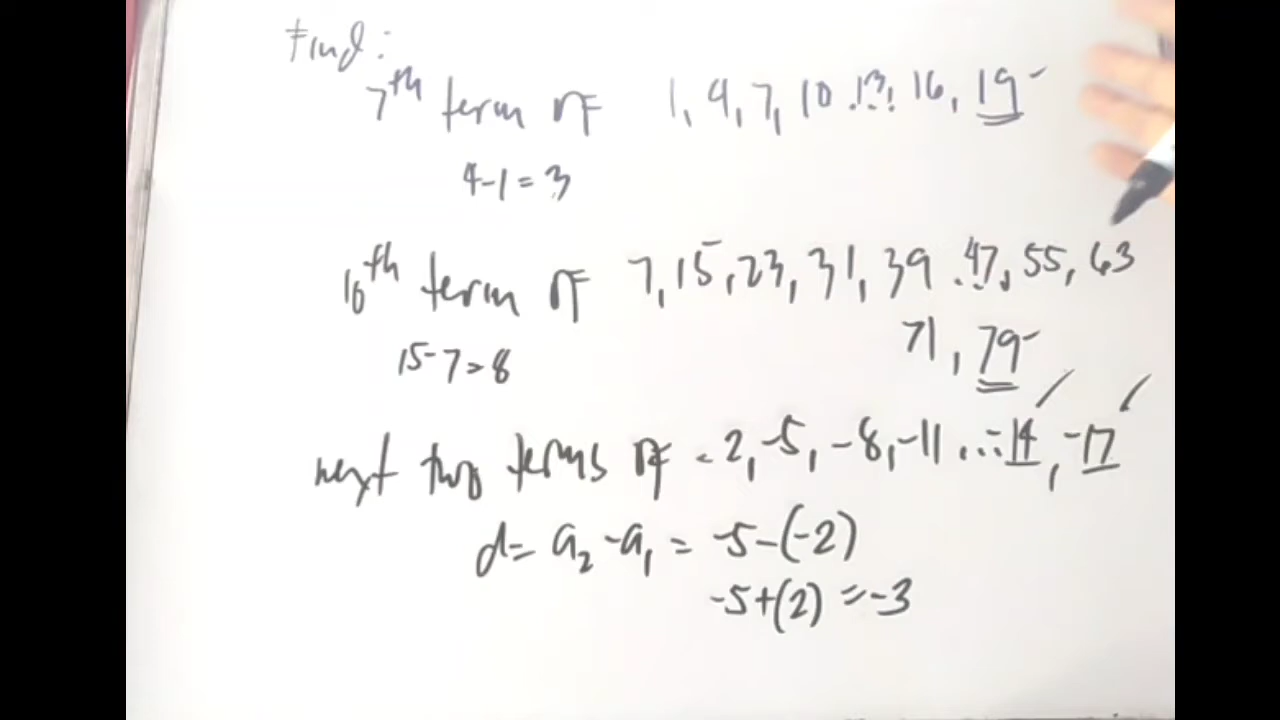 Find:
7th term of 1, 4, 7, 10 ... 13, 16, 19
4-1=3
10th term of 7, 15, 23, 31, 39 ... 47, 55, 63
71, 79
15-7=8
next two terms of -2, -5, -8, -11 ... -14, -17
d= a₂ -a₁ = -5-(-2)
-5+(2) =-3